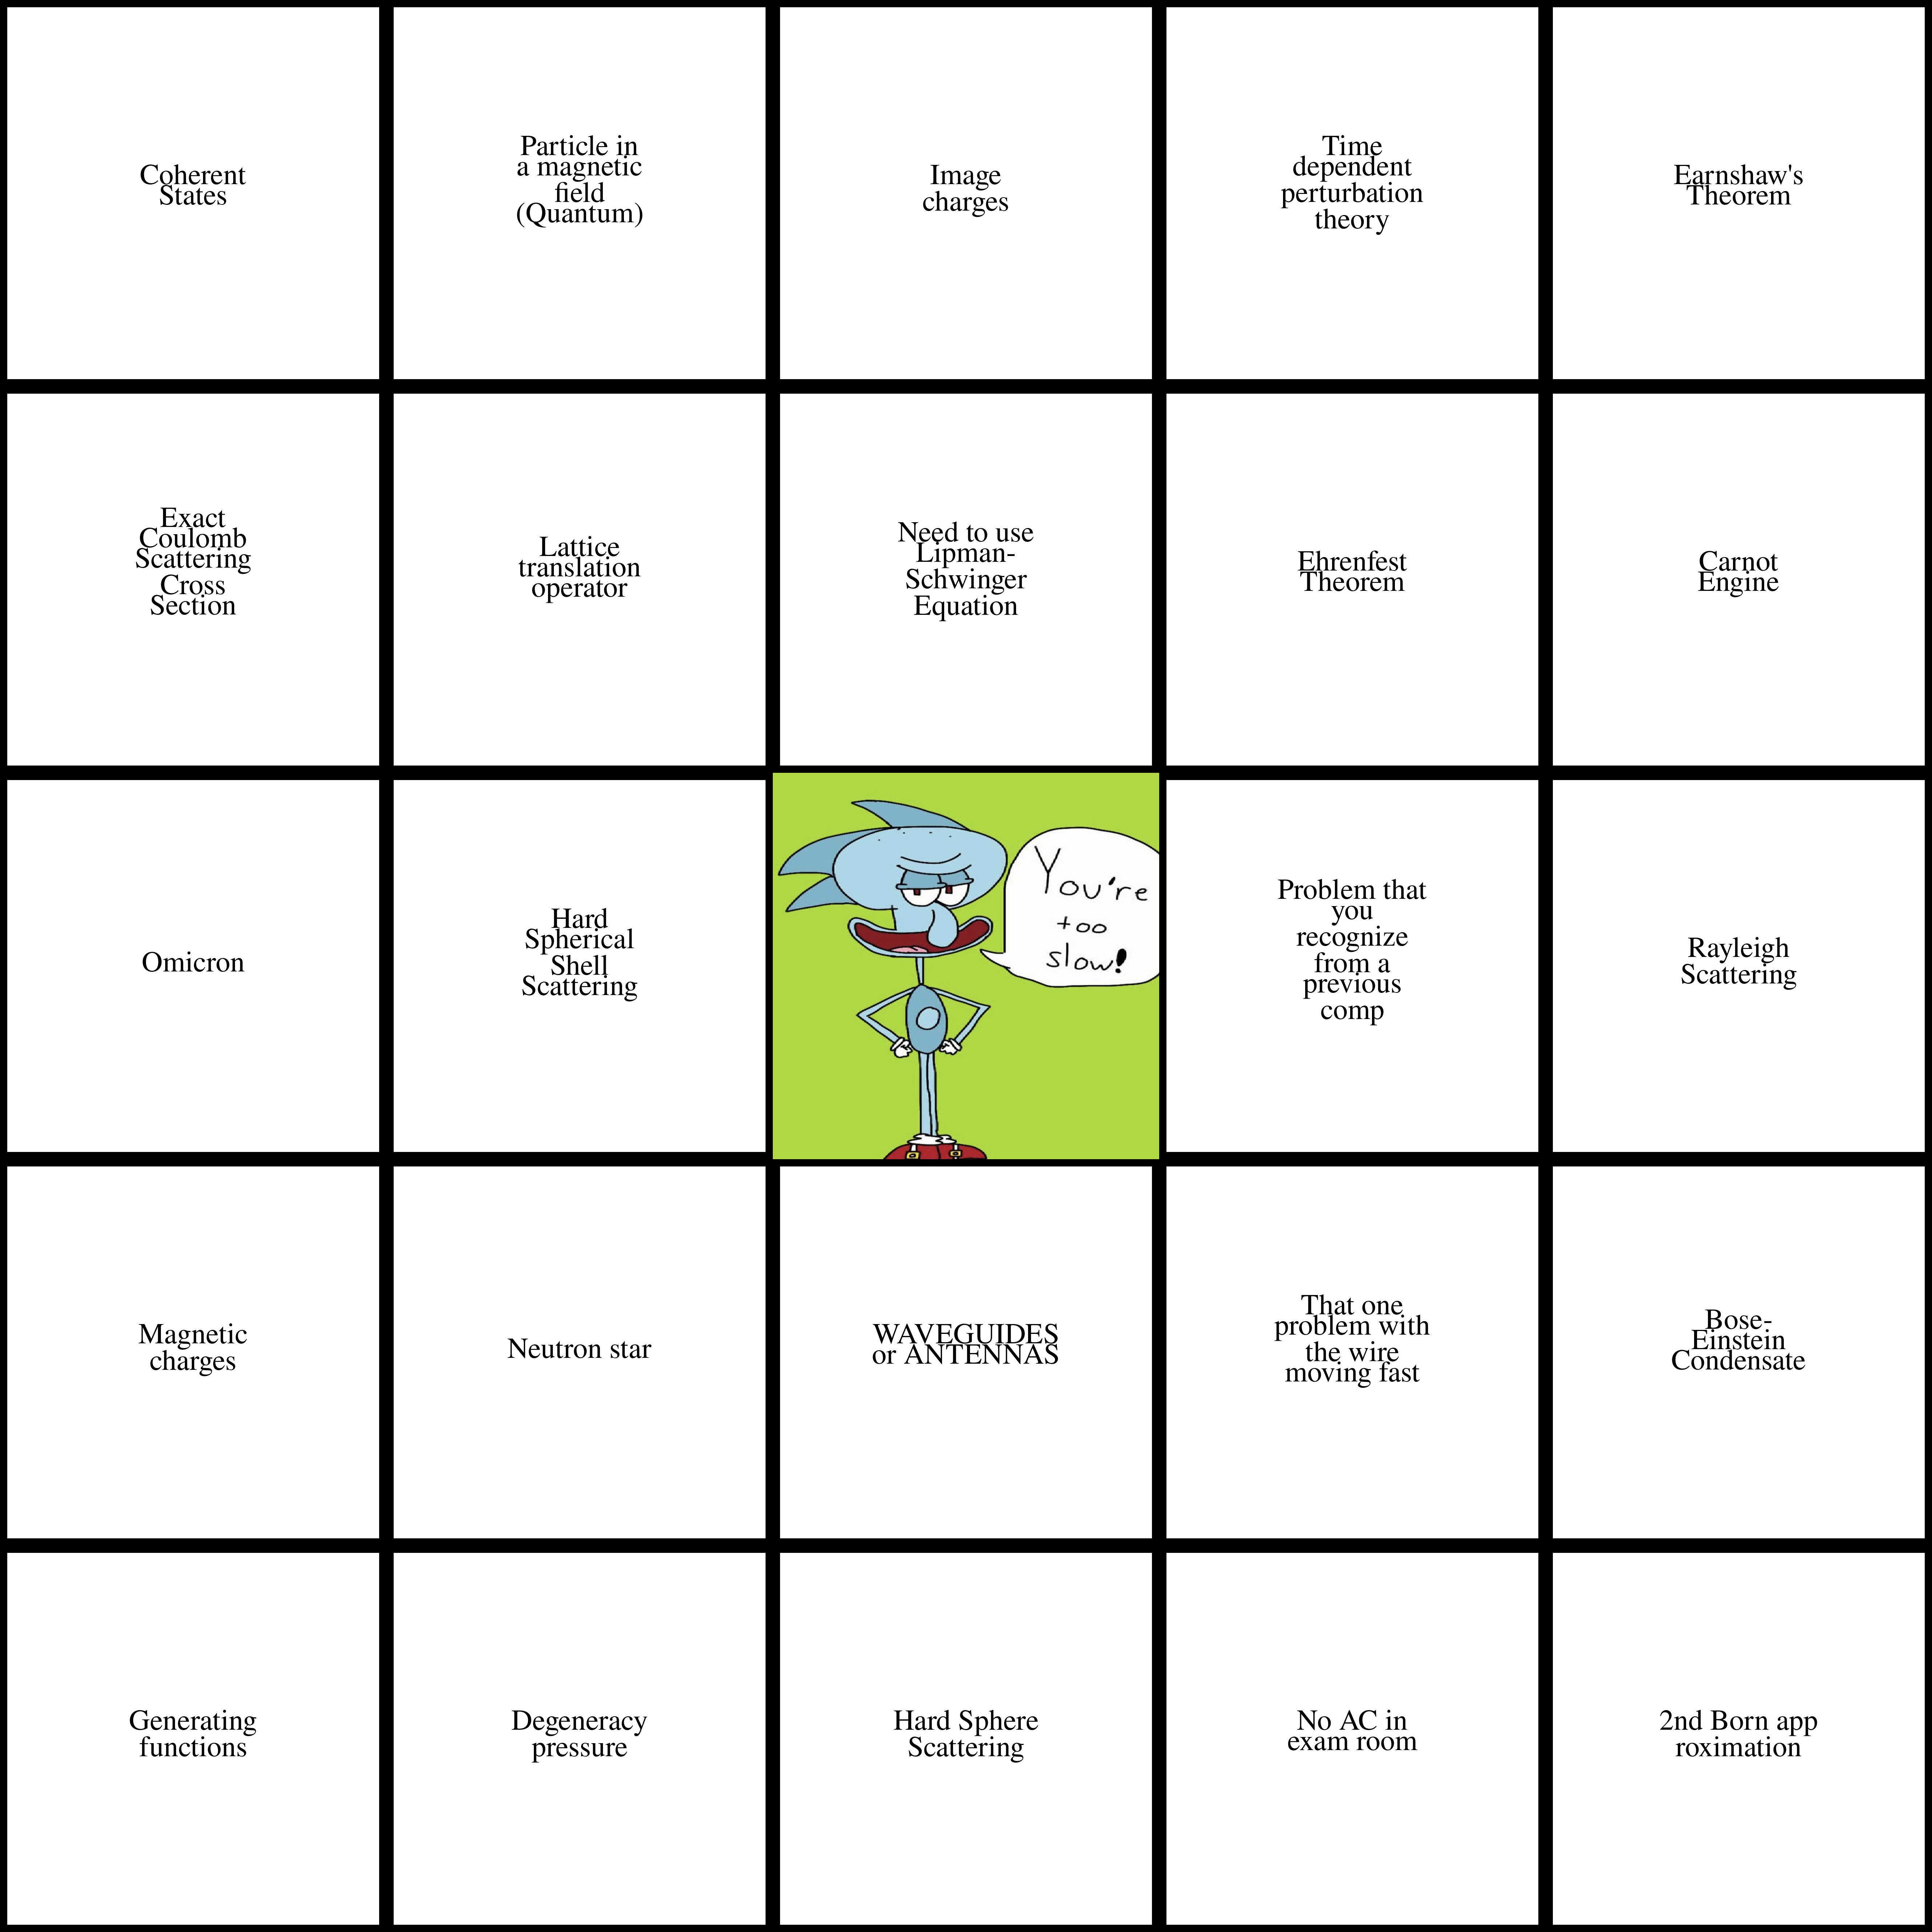 Coherent
States
Particle in
a magnetic
field
(Quantum)
Image
charges
Time
dependent
perturbation
theory
Earnshaw's
Theorem
Exact
Coulomb
Scattering
Cross
Section
Lattice
translation
operator
Need to use
Lipman-
Schwinger
Equation
Ehrenfest
Theorem
Carnot
Engine
Omicron
Hard
Spherical
Shell
Scattering
You're
too
slow!
Problem that
you
recognize
from a
previous
comp
Rayleigh
Scattering
Magnetic
charges
Neutron star
WAVEGUIDES
or ANTENNAS
That one
problem with
the wire
moving fast
Bose-
Einstein
Condensate
Generating
functions
Degeneracy
pressure
Hard Sphere
Scattering
No AC in
exam room
2nd Born app
roximation